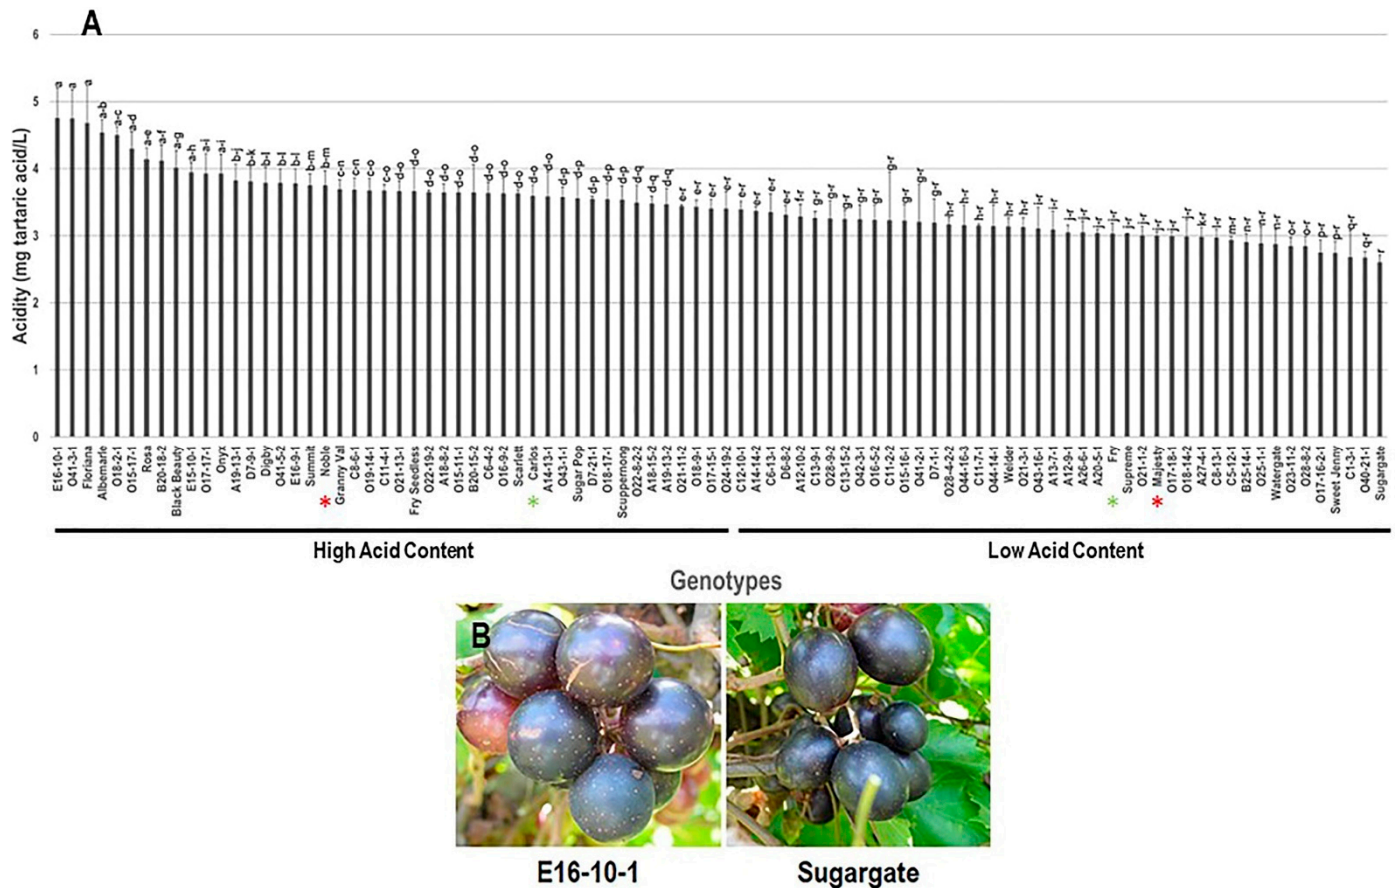 A
Acidity (mg tartaric acid/L)
6
5
4
3
2
1
0
a
a
a
a-b
a-c
a-d
a-e
a-f
a-g
a-h
a-i
a-i
b-j
b-k
b-l
b-l
b-l
b-m
b-m
c-n
c-n
c-o
c-o
d-o
d-o
d-o
d-o
d-o
d-o
d-o
d-o
d-o
d-o
d-o
d-p
d-p
d-p
d-p
d-p
d-q
d-q
d-q
e-r
e-r
e-r
e-r
e-r
e-r
e-r
e-r
f-r
g-r
g-r
g-r
g-r
g-r
g-r
g-r
g-r
g-r
h-r
h-r
h-r
h-r
h-r
h-r
i-r
i-r
j-r
j-r
j-r
j-r
j-r
j-r
j-r
j-r
j-r
k-r
l-r
m-r
n-r
n-r
n-r
o-r
o-r
p-r
p-r
q-r
q-r
r
E16-10-1
O41-3-1
Floriana
Albemarle
O18-2-1
O15-17-1
Rosa
B20-18-2
Black Beauty
E15-10-1
O17-17-1
Onyx
A19-13-1
D7-9-1
Digby
O41-5-2
E16-9-1
Summit
Noble
Granny Val
C8-6-1
O19-14-1
C11-4-1
O21-13-1
Fry Seedless
O22-19-2
A18-8-2
O15-11-1
B20-15-2
C6-4-2
O16-9-2
Scarlett
Carlos
A14-13-1
O43-1-1
Sugar Pop
D7-21-1
O18-17-1
Scuppernong
O22-8-2-2
A18-15-2
A19-13-2
O21-11-2
O18-9-1
O17-15-1
O24-19-2
C12-10-1
A14-14-2
C6-13-1
D6-8-2
A12-10-2
C13-9-1
O28-9-2
C13-15-2
O42-3-1
O16-5-2
C11-2-2
O15-16-1
O41-2-1
D7-1-1
O28-4-2-2
O44-16-3
C11-7-1
O44-14-1
Welder
O21-3-1
O43-16-1
A13-7-1
A12-9-1
A26-6-1
A20-5-1
Fry
Supreme
O21-1-2
Majesty
O17-18-1
O18-14-2
A27-4-1
C8-13-1
C5-12-1
B25-14-1
O25-1-1
Watergate
O23-11-2
O28-8-2
O17-16-2-1
Sweet Jenny
C1-3-1
O40-21-1
Sugargate
* * * *
High Acid Content Low Acid Content
Genotypes
B
E16-10-1 Sugargate